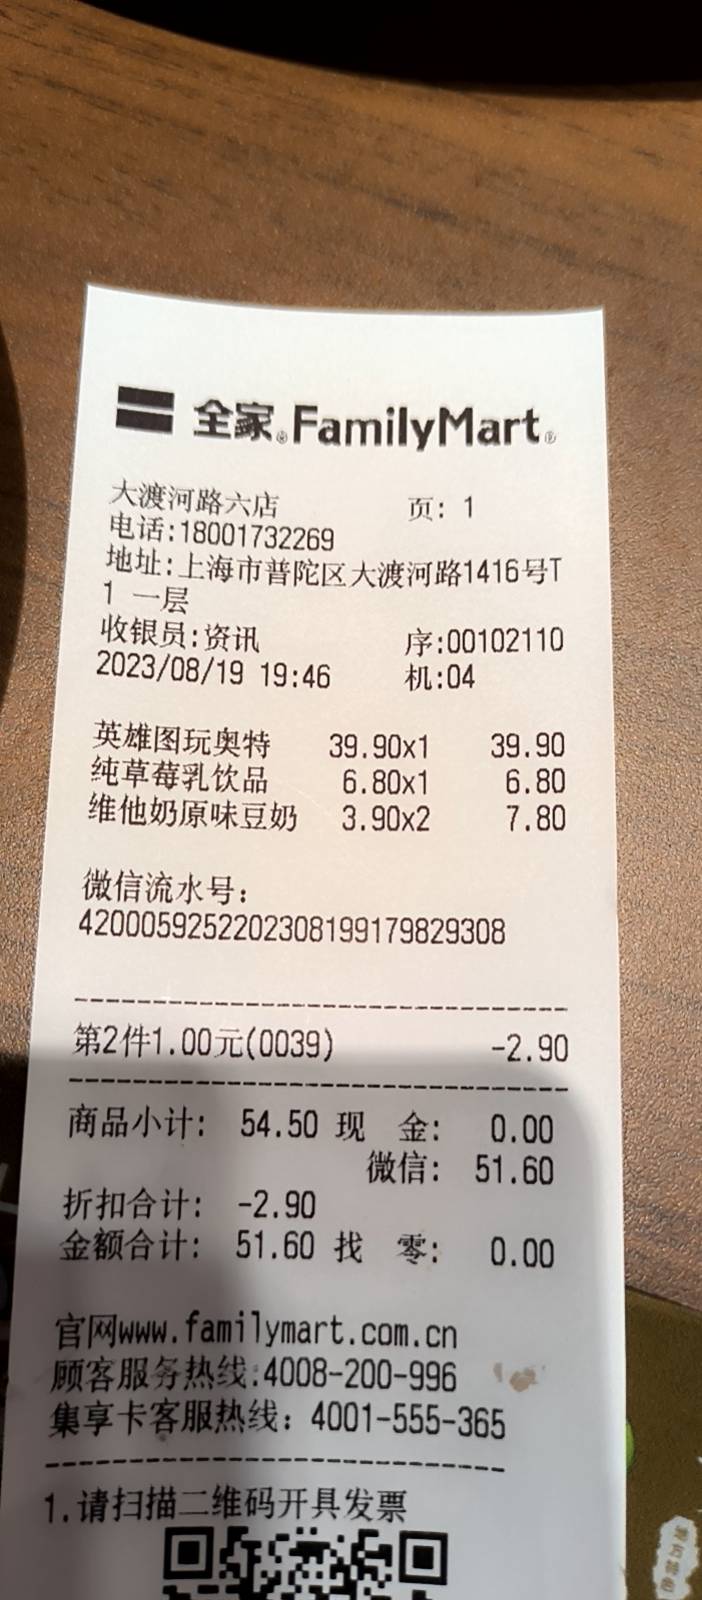 全家® FamilyMart®
大渡河路六店 页: 1
电话:18001732269
地址:上海市普陀区大渡河路1416号T
1 一层
收银员:资讯 序:00102110
2023/08/19 19:46 机:04
英雄图玩奥特 39.90x1 39.90
纯草莓乳饮品 6.80x1 6.80
维他奶原味豆奶 3.90x2 7.80
微信流水号:
4200059252202308199179829308
第2件1.00元(0039) -2.90
商品小计: 54.50 现 金: 0.00
微信: 51.60
折扣合计: -2.90
金额合计: 51.60 找 零: 0.00
官网www.familymart.com.cn
顾客服务热线:4008-200-996
集享卡客服热线: 4001-555-365
1.请扫描二维码开具发票